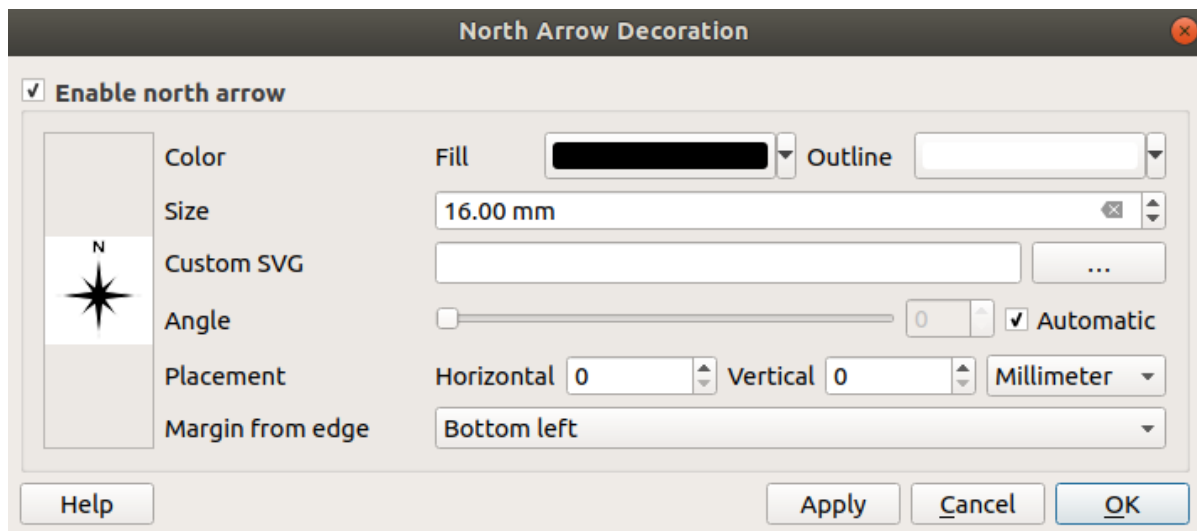 North Arrow Decoration
Enable north arrow
Color Fill Outline
Size 16.00 mm
N
Custom SVG ...
Angle 0 Automatic
Placement Horizontal 0 Vertical 0 Millimeter
Margin from edge Bottom left
Help Apply Cancel OK